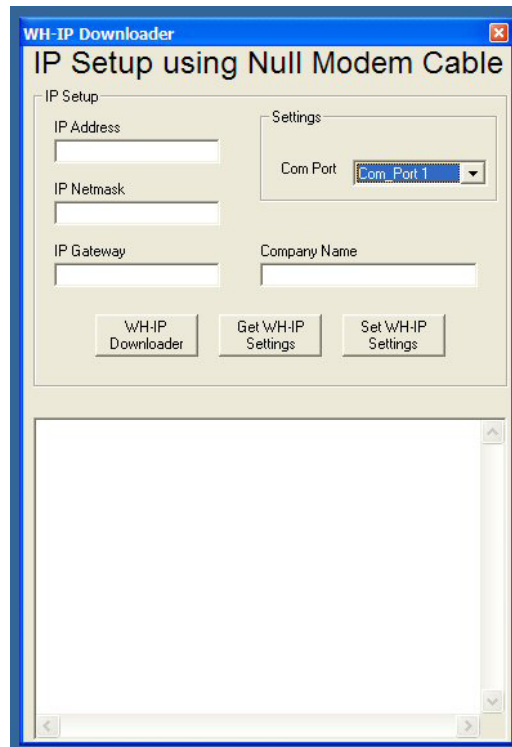 WH-IP Downloader
IP Setup using Null Modem Cable
IP Setup
IP Address
Settings
Com Port
Com_Port 1
IP Netmask
IP Gateway
Company Name
WH-IP
Downloader
Get WH-IP
Settings
Set WH-IP
Settings